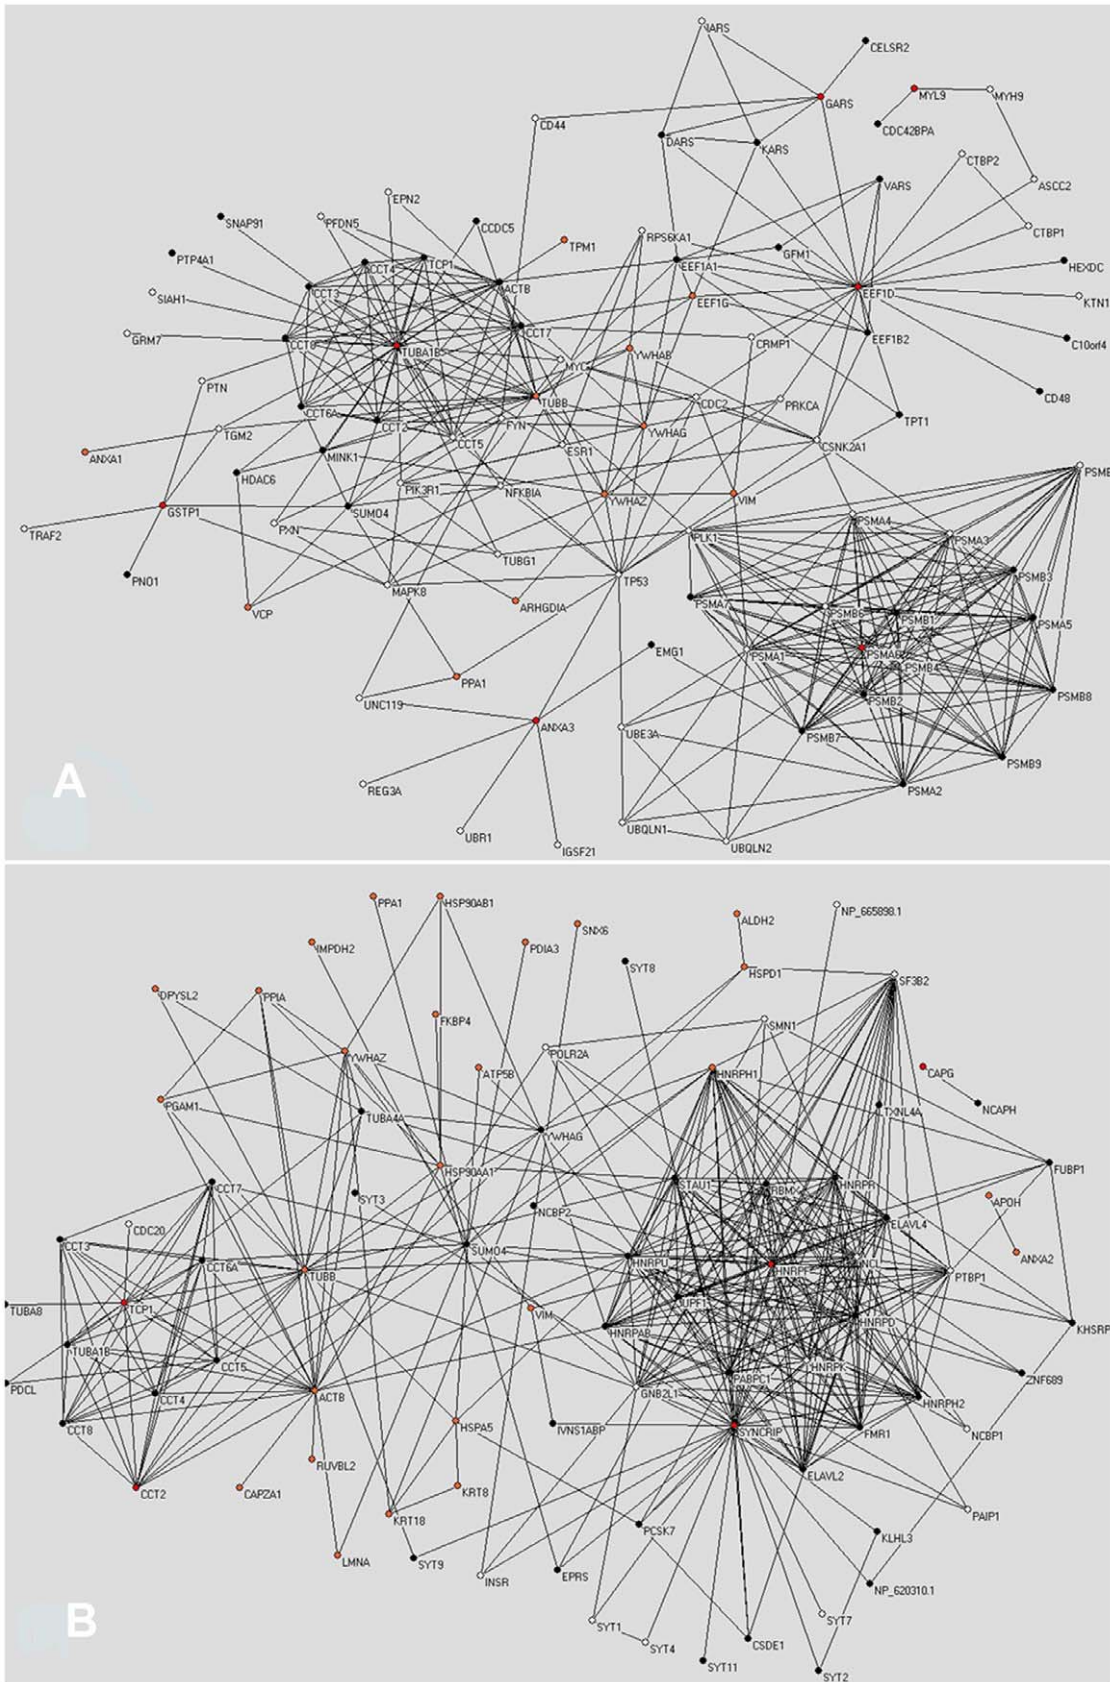 IARS
CELSR2
GARS
MYL9
MYH9
CD44
CDC42BPA
DARS
KARS
CTBP2
VARS
ASCC2
EPN2
SNAP91
PFDN5
CCDC5
CTBP1
RPS6KA1
TPM1
GFM1
PTP4A1
CCT4
TCP1
EEF1A1
HEXDC
ACTB
CCT3
SIAH1
EEF1G
EEF1D
KTN1
CCT7
GRM7
CCT8
TUBA1B
CRMP1
EEF1B2
C10orf4
YWHAB
MYC
PTN
CD48
TUBB
CDC2
PRKCA
CCT6A
TPT1
CCT2
FYN
YWHAG
TGM2
CCT5
ESR1
CSNK2A1
ANXA1
MINK1
PSME
HDAC6
PIK3R1
NFKBIA
YWHAZ
VIM
GSTP1
SUMO4
PSMA4
TRAF2
PXN
PLK1
PSMA3
TUBG1
PSMB3
PNO1
MAPK8
TP53
ARHGDIA
PSMA7
VCP
PSMB6
PSMB1
PSMA5
EMG1
PSMA1
PSMA6
PSMB4
PPA1
PSMB8
UNC119
PSMB2
ANXA3
UBE3A
PSMB7
PSMB9
A
REG3A
PSMA2
UBR1
UBQLN1
IGSF21
UBQLN2
PPA1
HSP90AB1
NP_665898.1
ALDH2
SNX6
IMPDH2
PDIA3
SYT8
HSPD1
SF3B2
DPYSL2
PPIA
FKBP4
SMN1
YWHAZ
POLR2A
ATP5B
HNRPH1
CAPG
PGAM1
TUBA4A
TXNL4A
NCAPH
YWHAG
HSP90AA1
FUBP1
CCT7
SYT3
STAU1
RBMX
HNRPR
APOH
NCBP2
ELAVL4
CDC20
CCT3
SUMO4
CCT6A
HNRPU
NCL
ANXA2
TUBB
HNRPF
PTBP1
TUBA8
TCP1
UPF1
VIM
HNRPD
KHSRP
TUBA1B
HNRPAB
CCT5
HNRPK
PDCL
PABPC1
ZNF689
CCT4
ACTB
GNB2L1
HNRPH2
CCT8
HSPA5
IVNS1ABP
SYNCRIP
FMR1
NCBP1
RUVBL2
ELAVL2
CCT2
CAPZA1
KRT8
KRT18
PAIP1
PCSK7
KLHL3
LMNA
SYT9
INSR
EPRS
NP_620310.1
B
SYT1
SYT7
SYT4
CSDE1
SYT11
SYT2